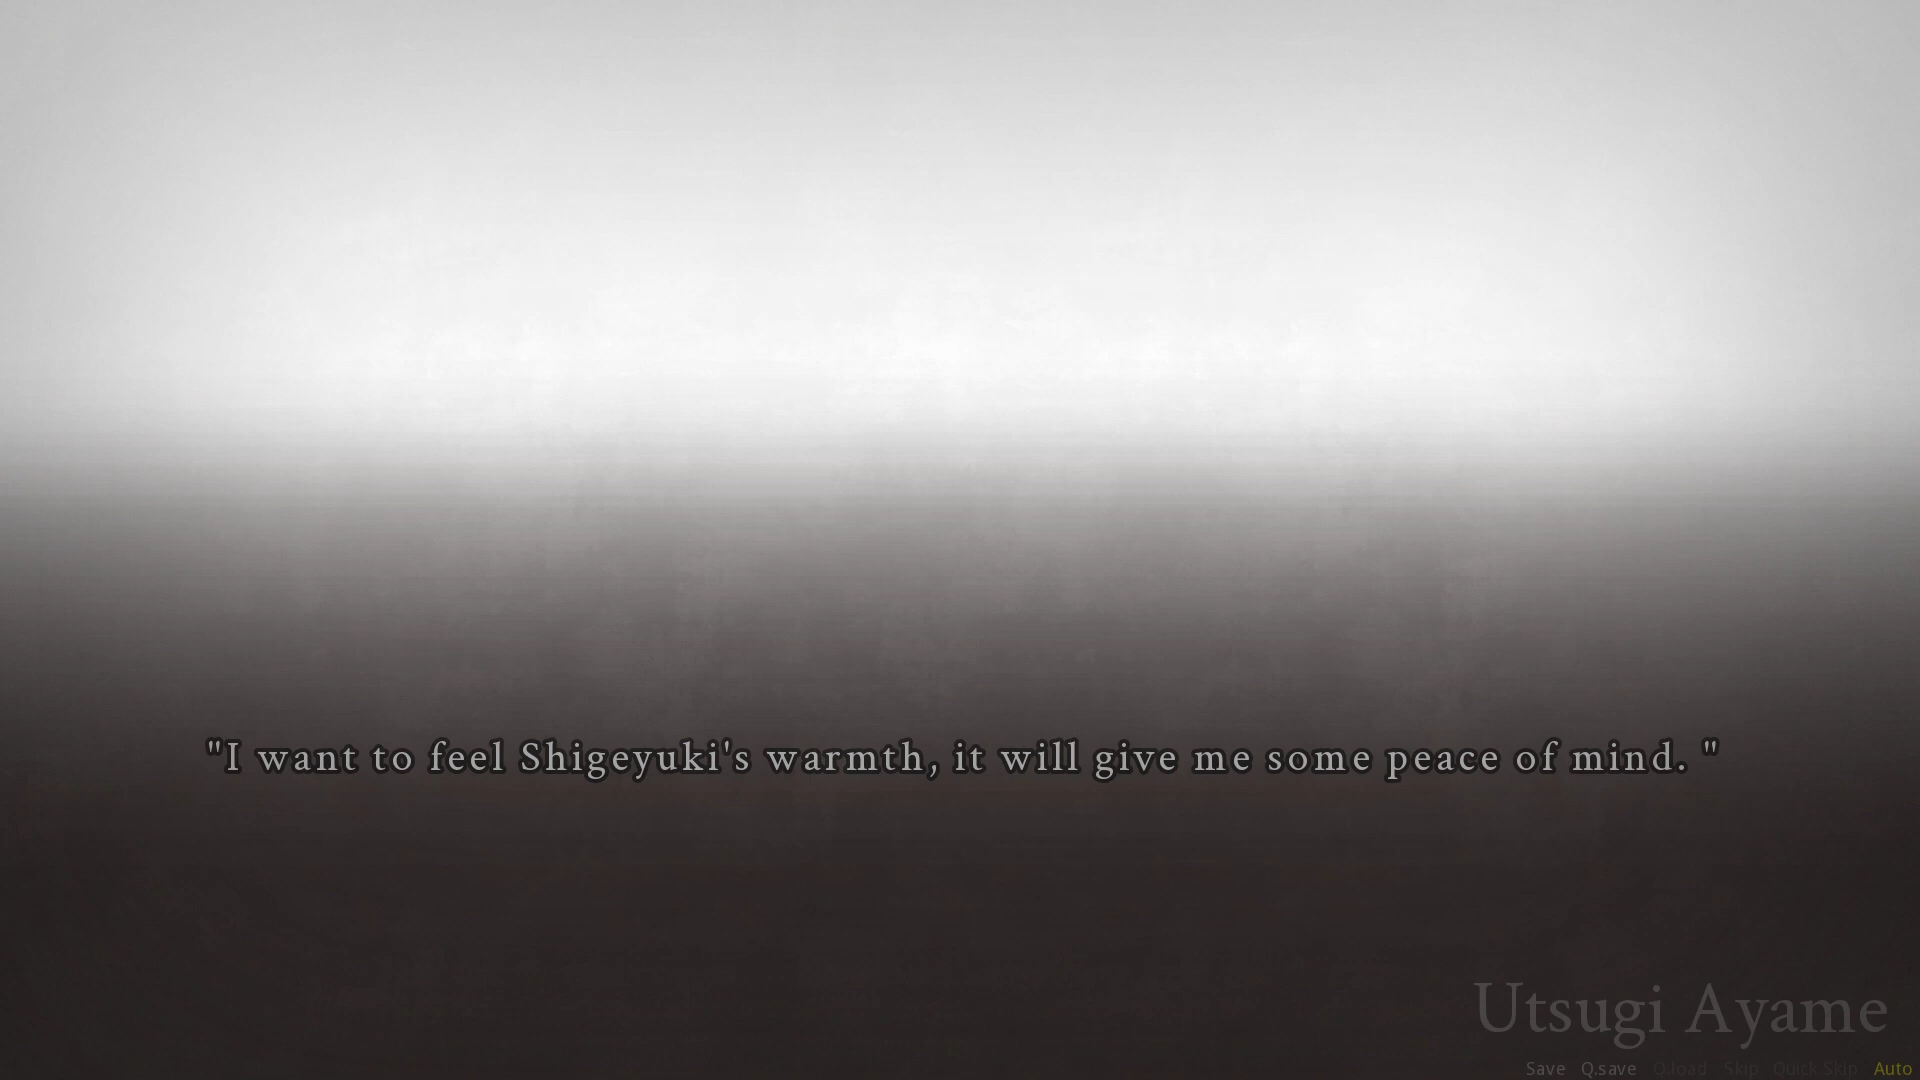 "I want to feel Shigeyuki's warmth, it will give me some peace of mind. "
Utsugi Ayame
Save Q.save Q.load Skip Quick Skip Auto